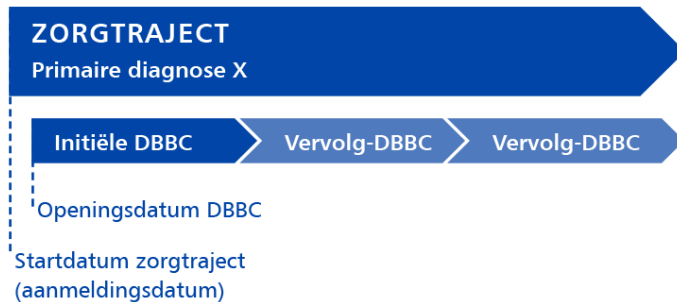 ZORGTRAJECT
Primaire diagnose X
Initiële DBBC
Vervolg-DBBC
Vervolg-DBBC
Openingsdatum DBBC
Startdatum zorgtraject
(aanmeldingsdatum)